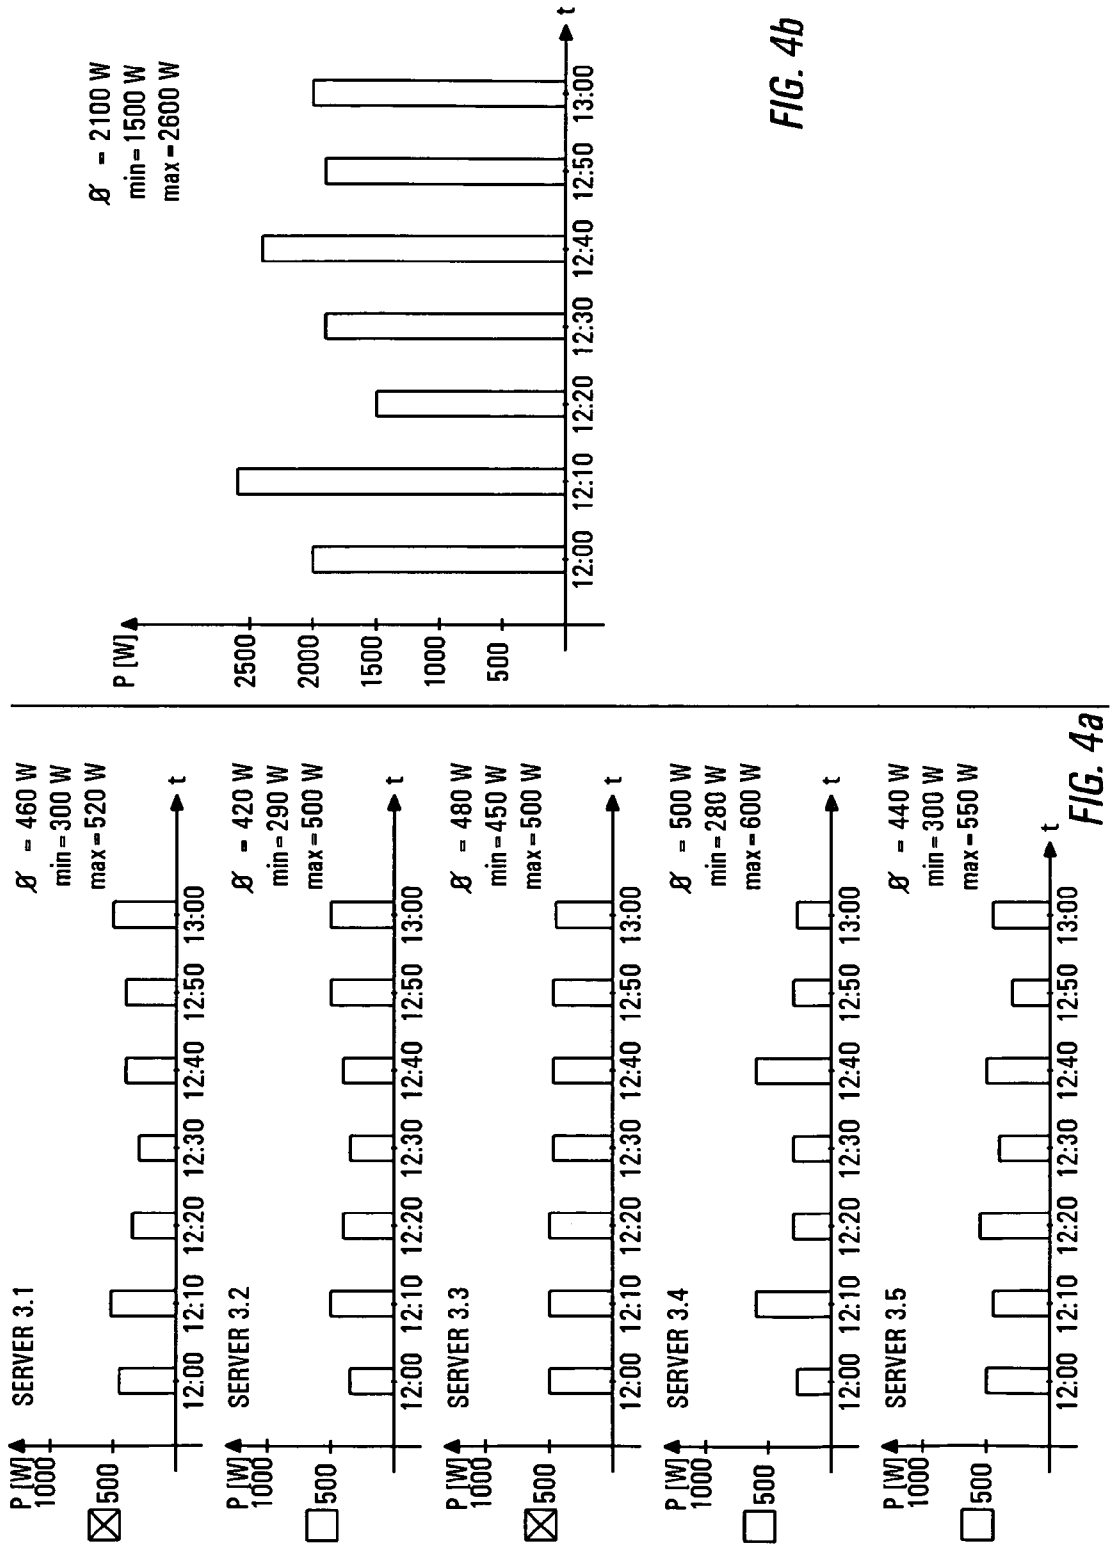 SERVER 3.1
Ø = 460 W
min = 300 W
max = 520 W
P [W]
1000
500
12:00 12:10 12:20 12:30 12:40 12:50 13:00
t
SERVER 3.2
Ø = 420 W
min = 290 W
max = 500 W
P [W]
1000
500
12:00 12:10 12:20 12:30 12:40 12:50 13:00
t
SERVER 3.3
Ø = 480 W
min = 450 W
max = 500 W
P [W]
1000
500
12:00 12:10 12:20 12:30 12:40 12:50 13:00
t
SERVER 3.4
Ø = 500 W
min = 280 W
max = 600 W
P [W]
1000
500
12:00 12:10 12:20 12:30 12:40 12:50 13:00
t
SERVER 3.5
Ø = 440 W
min = 300 W
max = 550 W
P [W]
1000
500
12:00 12:10 12:20 12:30 12:40 12:50 13:00
t
FIG. 4a
Ø = 2100 W
min = 1500 W
max = 2600 W
P [W]
2500
2000
1500
1000
500
12:00 12:10 12:20 12:30 12:40 12:50 13:00
t
FIG. 4b